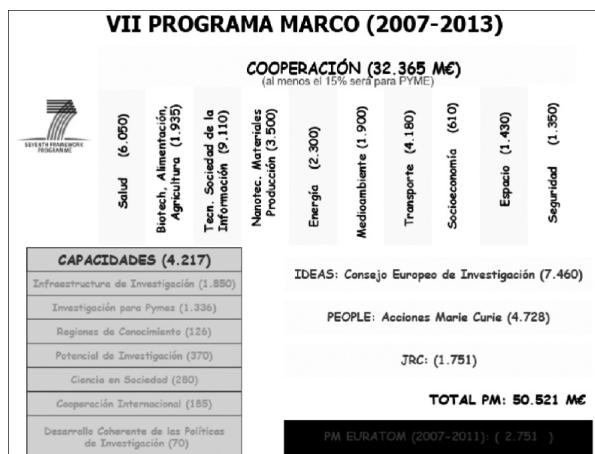 VII PROGRAMA MARCO (2007-2013)
COOPERACIÓN (32.365 M€)
(al menos el 15% será para PYME)
SEVENTH FRAMEWORK
PROGRAMME
Salud (6.050)
Biotech, Alimentación,
Agricultura (1.935)
Tecn. Sociedad de la
Información (9.110)
Nanotec. Materiales
Producción (3.500)
Energía (2.300)
Medioambiente (1.900)
Transporte (4.180)
Socioeconomía (610)
Espacio (1.430)
Seguridad (1.350)
CAPACIDADES (4.217)
Infraestructura de Investigación (1.850)
Investigación para Pymes (1.336)
Regiones de Conocimiento (126)
Potencial de Investigación (370)
Ciencia en Sociedad (280)
Cooperación Internacional (185)
Desarrollo Coherente de las Políticas
de Investigación (70)
IDEAS: Consejo Europeo de Investigación (7.460)
PEOPLE: Acciones Marie Curie (4.728)
JRC: (1.751)
TOTAL PM: 50.521 M€
PM EURATOM (2007-2011): ( 2.751 )